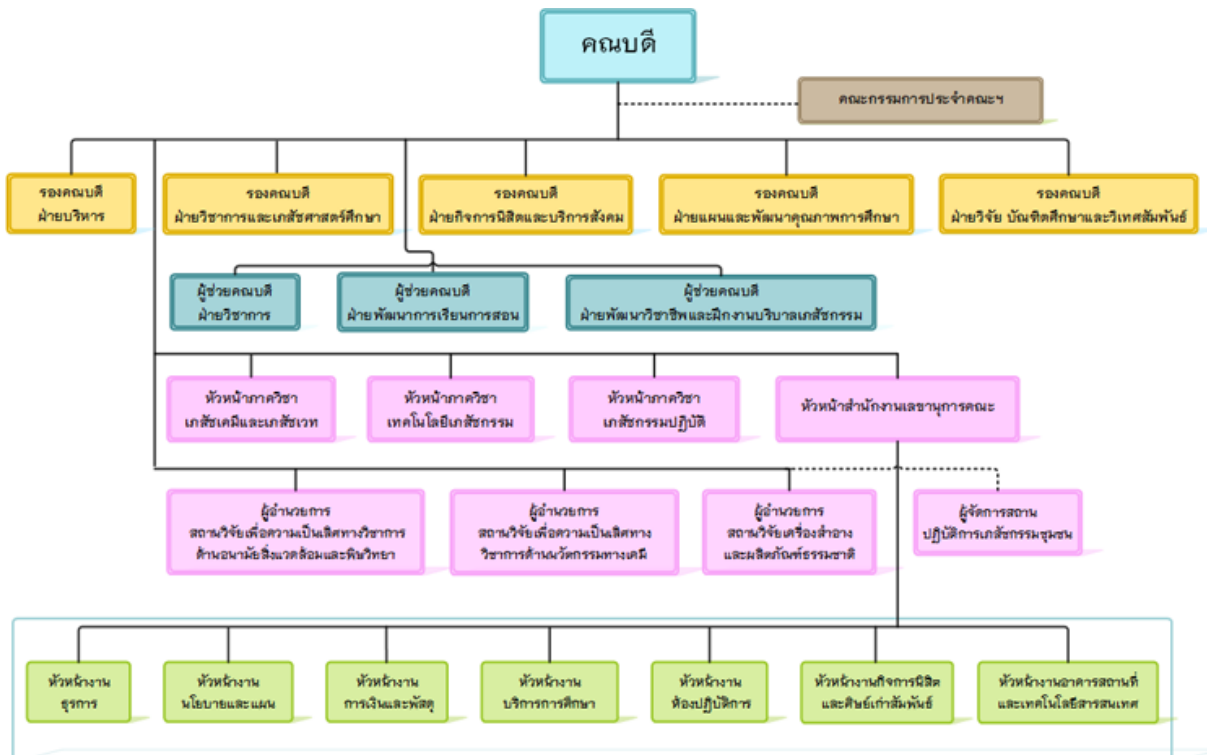 คณบดี
คณะกรรมการประจำคณะฯ
รองคณบดี
ฝ่ายบริหาร
รองคณบดี
ฝ่ายวิชาการและเภสัชศาสตร์ศึกษา
รองคณบดี
ฝ่ายกิจการนิสิตและบริการสังคม
รองคณบดี
ฝ่ายแผนและพัฒนาคุณภาพการศึกษา
รองคณบดี
ฝ่ายวิจัย บัณฑิตศึกษาและวิเทศสัมพันธ์
ผู้ช่วยคณบดี
ฝ่ายวิชาการ
ผู้ช่วยคณบดี
ฝ่ายพัฒนาการเรียนการสอน
ผู้ช่วยคณบดี
ฝ่ายพัฒนาวิชาชีพและฝึกงานบริบาลเภสัชกรรม
หัวหน้าภาควิชา
เภสัชเคมีและเภสัชเวท
หัวหน้าภาควิชา
เทคโนโลยีเภสัชกรรม
หัวหน้าภาควิชา
เภสัชกรรมปฏิบัติ
หัวหน้าสำนักงานเลขานุการคณะ
ผู้อำนวยการ
สถานวิจัยเพื่อความเป็นเลิศทางวิชาการ
ด้านอนามัยสิ่งแวดล้อมและพิษวิทยา
ผู้อำนวยการ
สถานวิจัยเพื่อความเป็นเลิศทาง
วิชาการด้านนวัตกรรมทางเคมี
ผู้อำนวยการ
สถานวิจัยเครื่องสำอาง
และผลิตภัณฑ์ธรรมชาติ
ผู้จัดการสถาน
ปฏิบัติการเภสัชกรรมชุมชน
หัวหน้างาน
ธุรการ
หัวหน้างาน
นโยบายและแผน
หัวหน้างาน
การเงินและพัสดุ
หัวหน้างาน
บริการการศึกษา
หัวหน้างาน
ห้องปฏิบัติการ
หัวหน้างานกิจการนิสิต
และศิษย์เก่าสัมพันธ์
หัวหน้างานอาคารสถานที่
และเทคโนโลยีสารสนเทศ